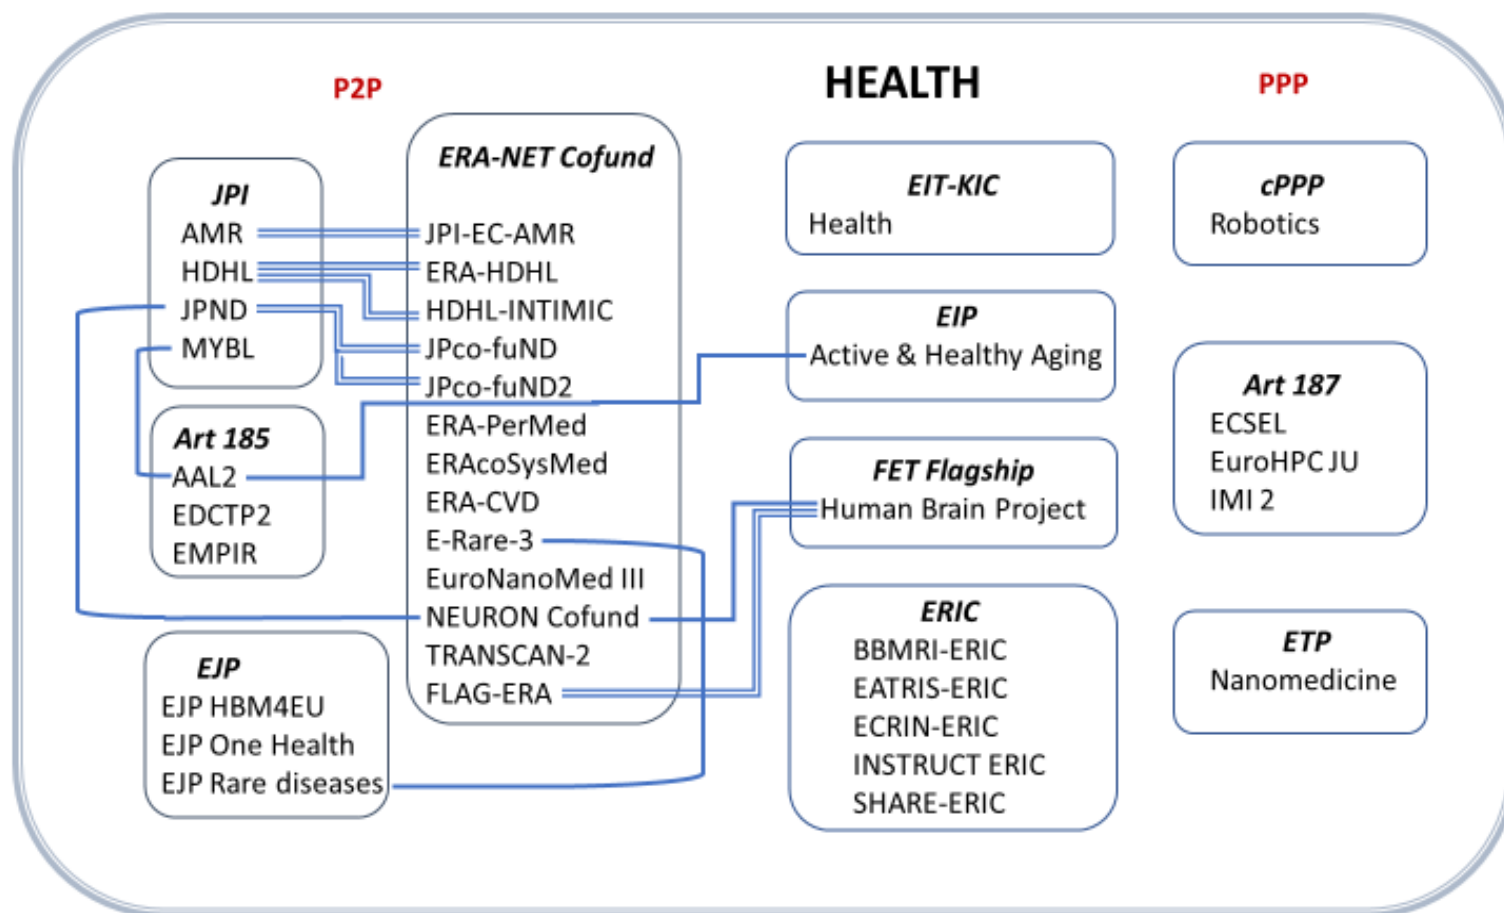 P2P
HEALTH
PPP
JPI
AMR
HDHL
JPND
MYBL
Art 185
AAL2
EDCTP2
EMPIR
EJP
EJP HBM4EU
EJP One Health
EJP Rare diseases
ERA-NET Cofund
JPI-EC-AMR
ERA-HDHL
HDHL-INTIMIC
JPco-fuND
JPco-fuND2
ERA-PerMed
ERAcoSysMed
ERA-CVD
E-Rare-3
EuroNanoMed III
NEURON Cofund
TRANSCAN-2
FLAG-ERA
EIT-KIC
Health
EIP
Active & Healthy Aging
FET Flagship
Human Brain Project
ERIC
BBMRI-ERIC
EATRIS-ERIC
ECRIN-ERIC
INSTRUCT ERIC
SHARE-ERIC
cPPP
Robotics
Art 187
ECSEL
EuroHPC JU
IMI 2
ETP
Nanomedicine